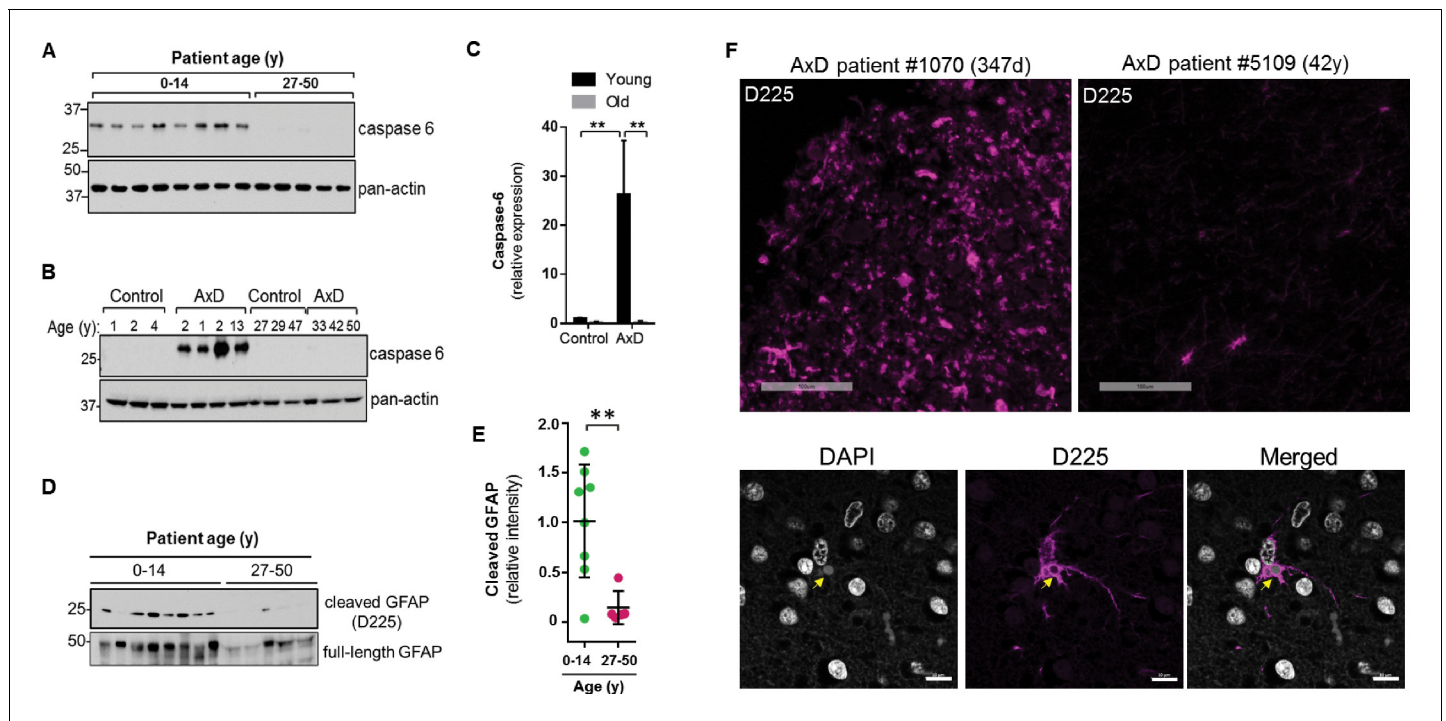 A
Patient age (y)
0-14 27-50
37
25
caspase 6
50
37
pan-actin
B
Control AxD Control AxD
Age (y): 1 2 4 2 1 2 13 27 29 47 33 42 50
25
caspase 6
37
pan-actin
C
Young
Old
** **
40
30
20
10
0
Caspase-6
(relative expression)
Control AxD
D
Patient age (y)
0-14 27-50
25
cleaved GFAP
(D225)
50
full-length GFAP
E
**
2.0
1.5
1.0
0.5
0
Cleaved GFAP
(relative intensity)
0-14 27-50
Age (y)
F
AxD patient #1070 (347d) AxD patient #5109 (42y)
D225 D225
100um
DAPI D225 Merged